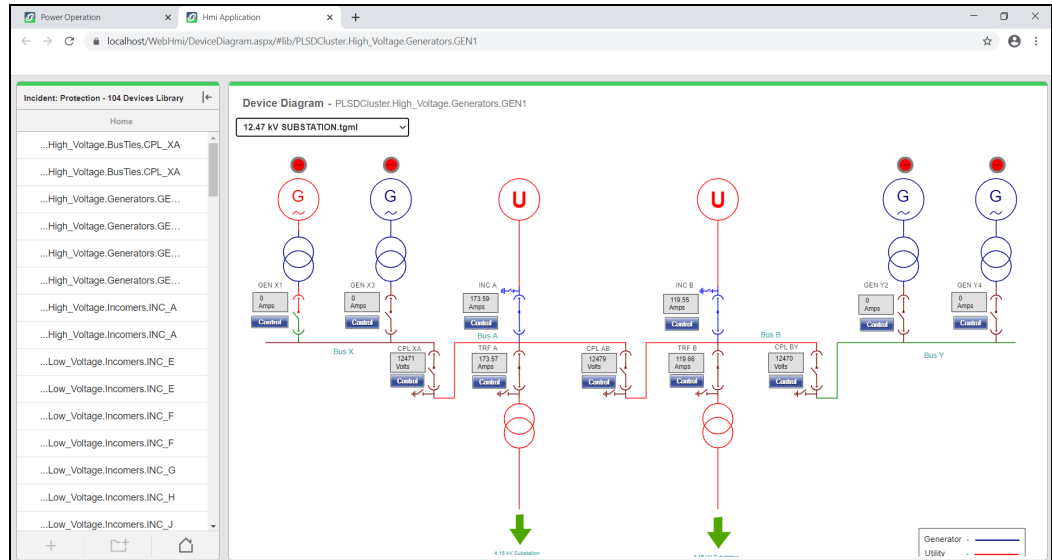 Power Operation
Hmi Application
localhost/WebHmi/DeviceDiagram.aspx/#lib/PLSDCluster.High_Voltage.Generators.GEN1
Incident: Protection - 104 Devices Library
Home
...High_Voltage.BusTies.CPL_XA
...High_Voltage.BusTies.CPL_XA
...High_Voltage.Generators.GE...
...High_Voltage.Generators.GE...
...High_Voltage.Generators.GE...
...High_Voltage.Incomers.INC_A
...High_Voltage.Incomers.INC_A
...Low_Voltage.Incomers.INC_E
...Low_Voltage.Incomers.INC_E
...Low_Voltage.Incomers.INC_F
...Low_Voltage.Incomers.INC_F
...Low_Voltage.Incomers.INC_G
...Low_Voltage.Incomers.INC_H
...Low_Voltage.Incomers.INC_J
Device Diagram - PLSDCluster.High_Voltage.Generators.GEN1
12.47 kV SUBSTATION.tgml
G G U U G G
GEN X1 GEN X3 INC A INC B GEN Y2 GEN Y4
0 0 173.59 119.55 0 0
Amps Amps Amps Amps Amps Amps
Control Control Control Control Control Control
Bus X Bus A Bus B Bus Y
CPL XA TRF A CPL AB TRF B CPL BY
12471 173.57 12479 119.66 12470
Volts Amps Volts Amps Volts
Control Control Control Control Control
4.16 kV Substation
Generator -
Utility -